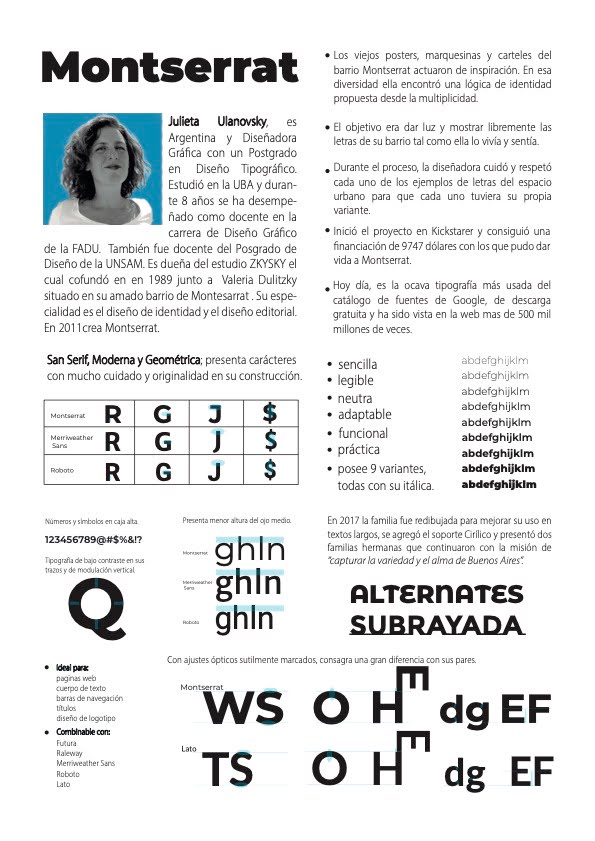 Montserrat
Julieta Ulanovsky, es
Argentina y Diseñadora
Gráfica con un Postgrado
en Diseño Tipográfico.
Estudió en la UBA y duran-
te 8 años se ha desempe-
ñado como docente en la
carrera de Diseño Gráfico
de la FADU. También fue docente del Posgrado de
Diseño de la UNSAM. Es dueña del estudio ZKYSKY el
cual cofundó en en 1989 junto a Valeria Dulitzky
situado en su amado barrio de Montesarrat . Su espe-
cialidad es el diseño de identidad y el diseño editorial.
En 2011crea Montserrat.
• Los viejos posters, marquesinas y carteles del
barrio Montserrat actuaron de inspiración. En esa
diversidad ella encontró una lógica de identidad
propuesta desde la multiplicidad.
• El objetivo era dar luz y mostrar libremente las
letras de su barrio tal como ella lo vivía y sentía.
• Durante el proceso, la diseñadora cuidó y respetó
cada uno de los ejemplos de letras del espacio
urbano para que cada uno tuviera su propia
variante.
• Inició el proyecto en Kickstarer y consiguió una
financiación de 9747 dólares con los que pudo dar
vida a Montserrat.
• Hoy día, es la ocava tipografía más usada del
catálogo de fuentes de Google, de descarga
gratuita y ha sido vista en la web mas de 500 mil
millones de veces.
San Serif, Moderna y Geométrica; presenta carácteres
con mucho cuidado y originalidad en su construcción.
Montserrat R G J $
Merriweather
Sans R G J $
Roboto R G J $
• sencilla
• legible
• neutra
• adaptable
• funcional
• práctica
• posee 9 variantes,
todas con su itálica.
abdefghijklm
abdefghijklm
abdefghijklm
abdefghijklm
abdefghijklm
abdefghijklm
abdefghijklm
abdefghijklm
abdefghijklm
Números y símbolos en caja alta.
123456789@#$%&!?
Tipografía de bajo contraste en sus
trazos y de modulación vertical.
Q
Presenta menor altura del ojo medio.
Montserrat ghln
Merriweather
Sans ghln
Roboto ghln
En 2017 la familia fue redibujada para mejorar su uso en
textos largos, se agregó el soporte Cirílico y presentó dos
familias hermanas que continuaron con la misión de
“capturar la variedad y el alma de Buenos Aires”.
ALTERNATES
SUBRAYADA
• Ideal para:
paginas web
cuerpo de texto
barras de navegación
títulos
diseño de logotipo
• Combinable con:
Futura
Raleway
Merriweather Sans
Roboto
Lato
Con ajustes ópticos sutilmente marcados, consagra una gran diferencia con sus pares.
Montserrat WS O H E dg EF
Lato TS O H E dg EF